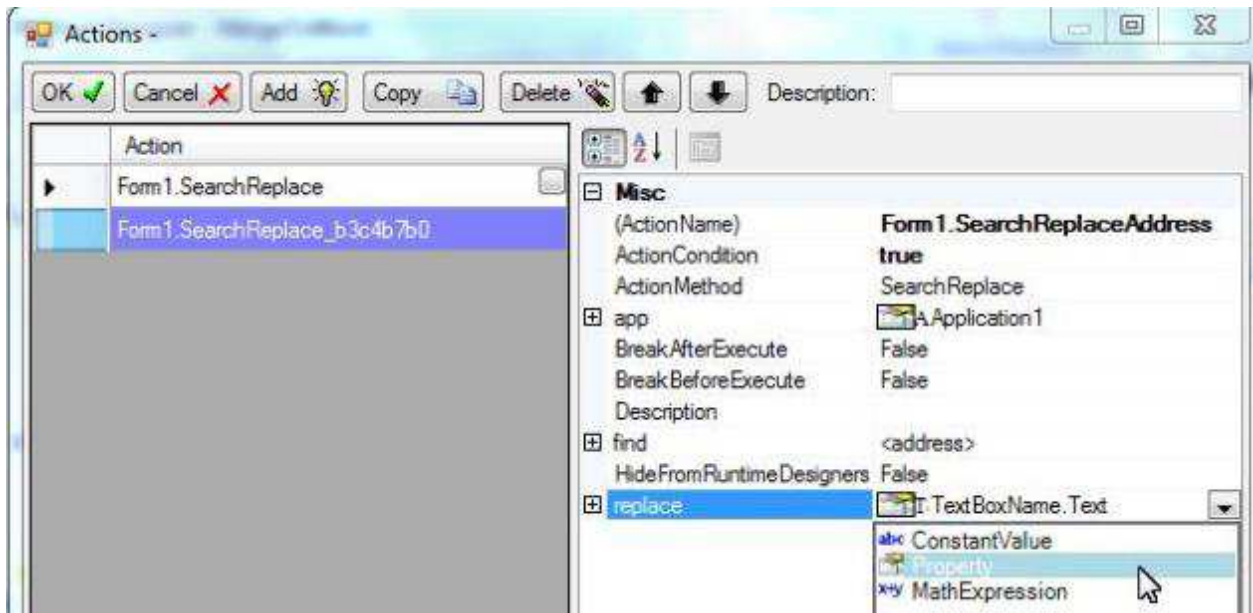 Actions -
OK Cancel Add Copy Delete Description:
Action
Form1.SearchReplace
Form1.SearchReplace_b3c4b7b0
A
Z
Misc
(ActionName) Form1.SearchReplaceAddress
ActionCondition true
ActionMethod SearchReplace
app A Application1
BreakAfterExecute False
BreakBeforeExecute False
Description
find <address>
HideFromRuntimeDesigners False
replace TextBoxName.Text
abc ConstantValue
Property
x+y MathExpression